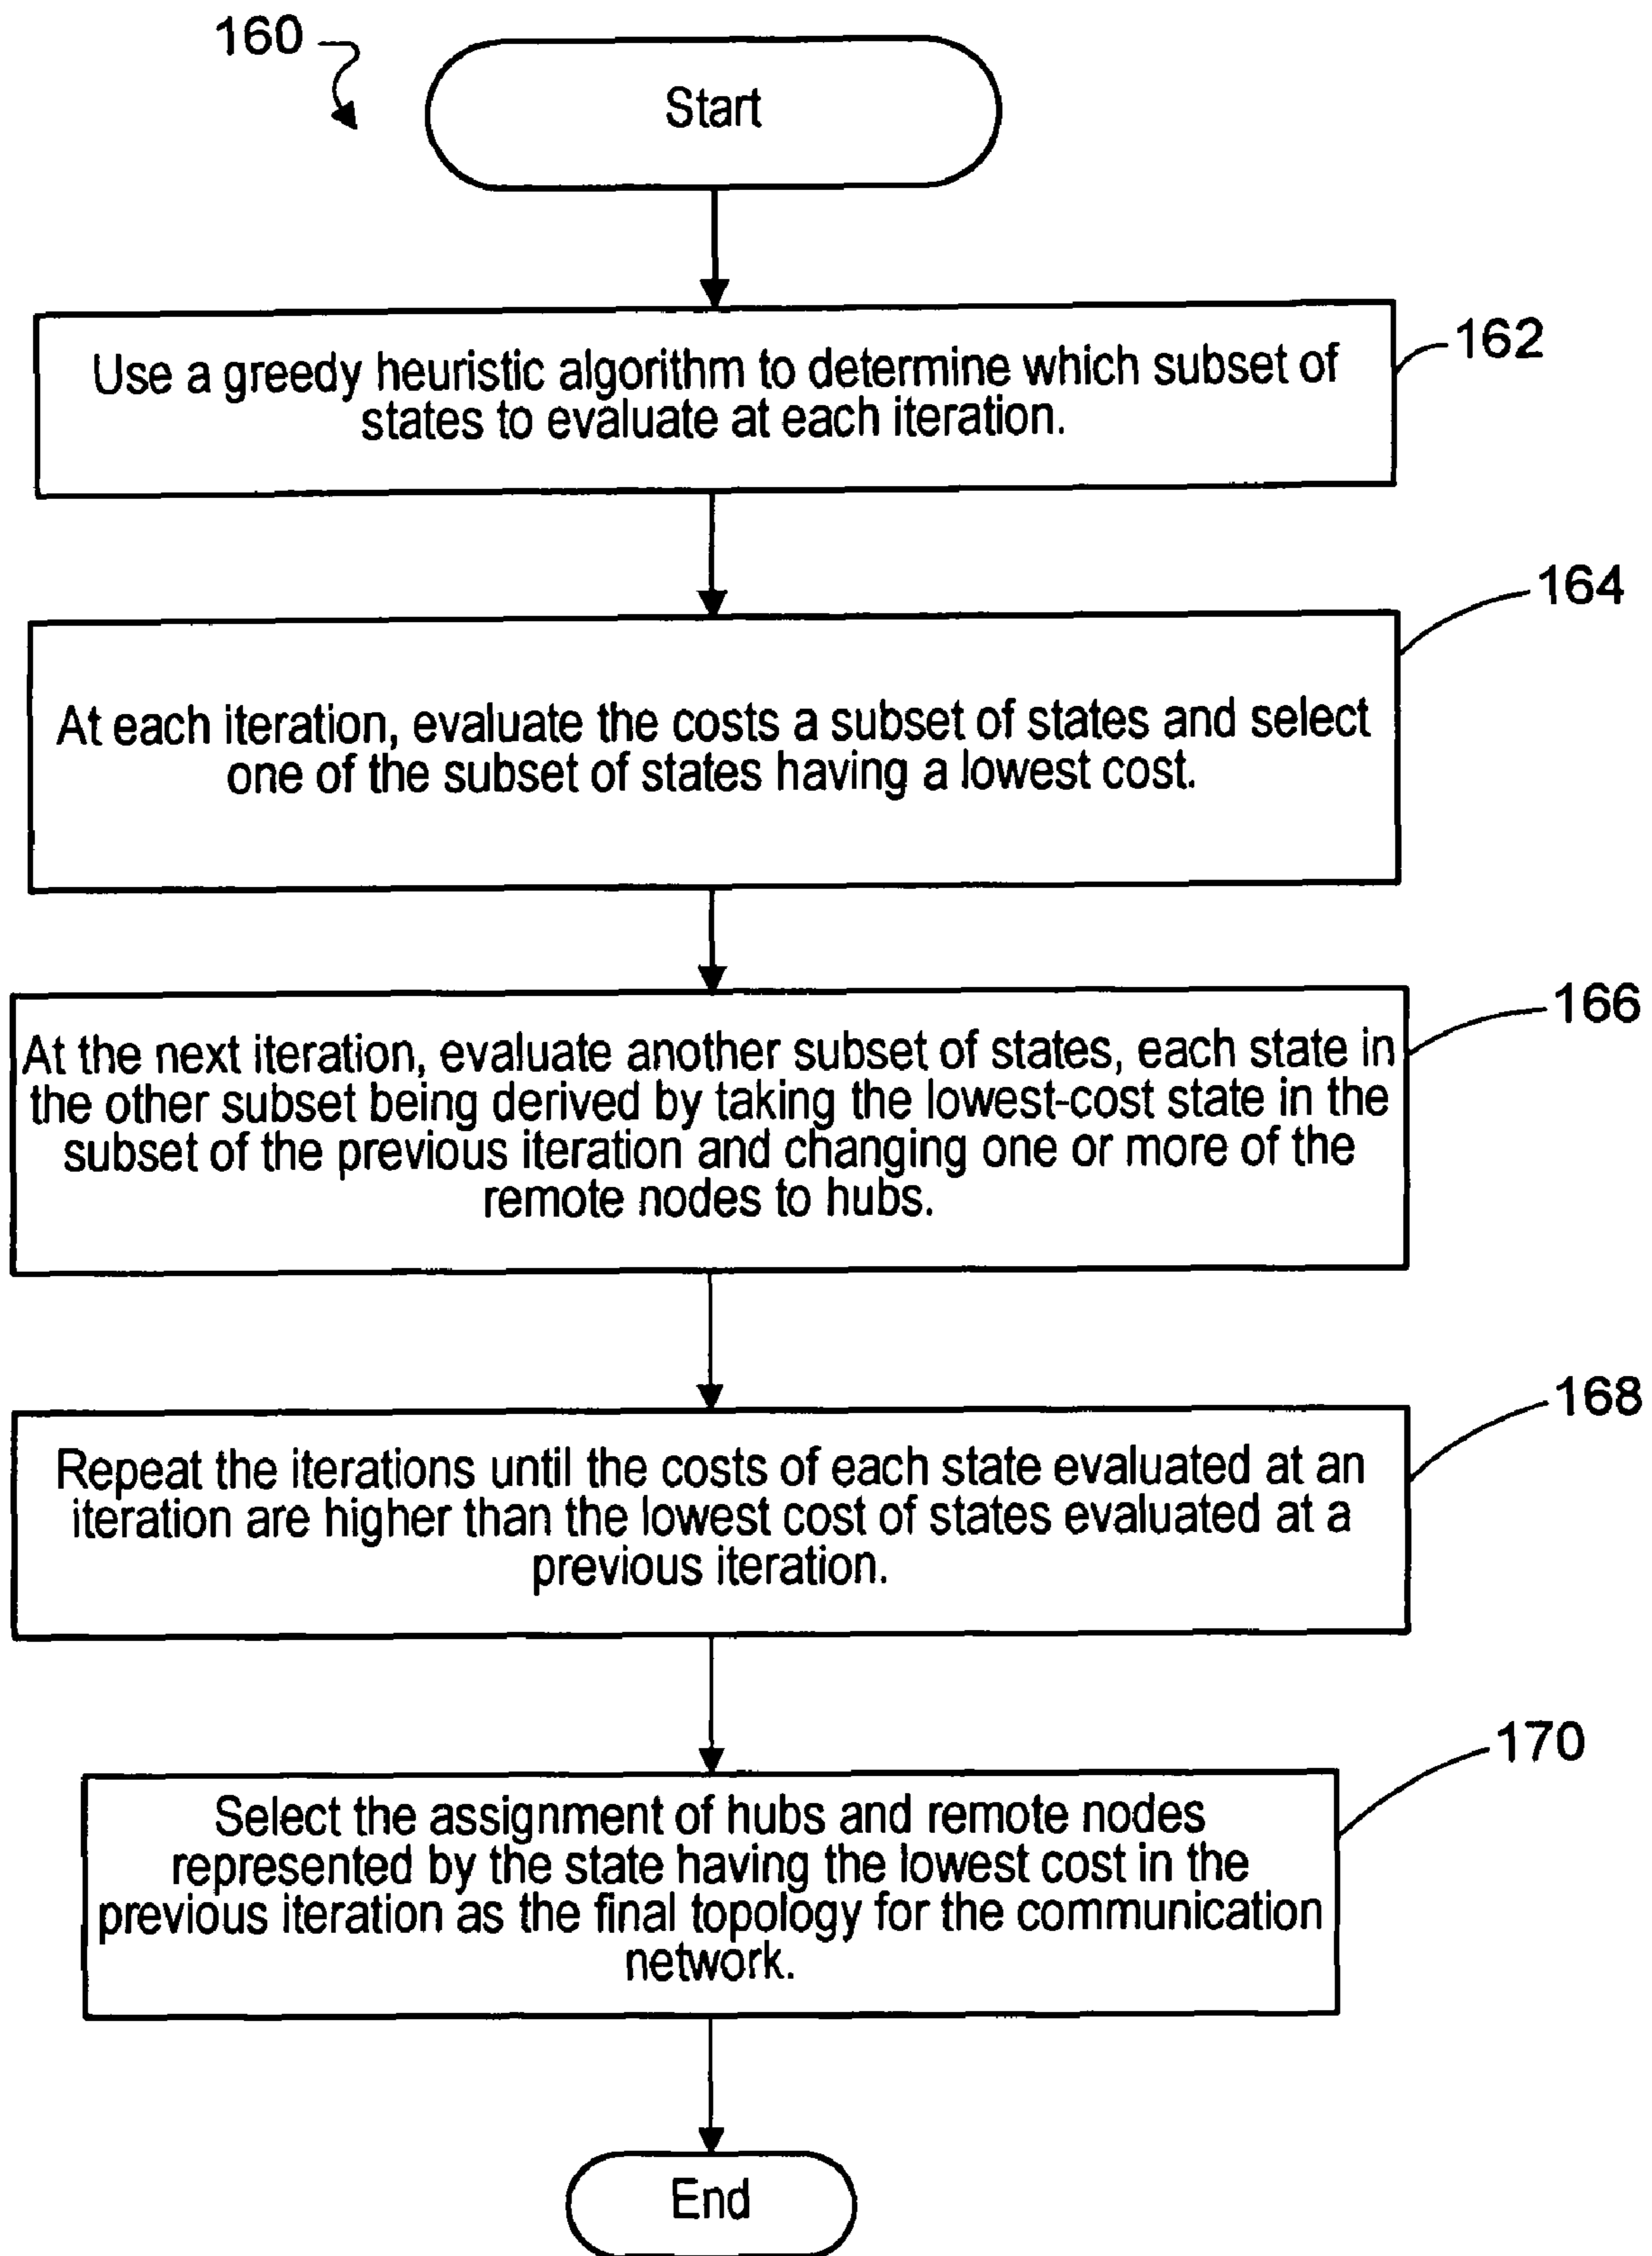 160
Start
162
Use a greedy heuristic algorithm to determine which subset of
states to evaluate at each iteration.
164
At each iteration, evaluate the costs a subset of states and select
one of the subset of states having a lowest cost.
166
At the next iteration, evaluate another subset of states, each state in
the other subset being derived by taking the lowest-cost state in the
subset of the previous iteration and changing one or more of the
remote nodes to hubs.
168
Repeat the iterations until the costs of each state evaluated at an
iteration are higher than the lowest cost of states evaluated at a
previous iteration.
170
Select the assignment of hubs and remote nodes
represented by the state having the lowest cost in the
previous iteration as the final topology for the communication
network.
End